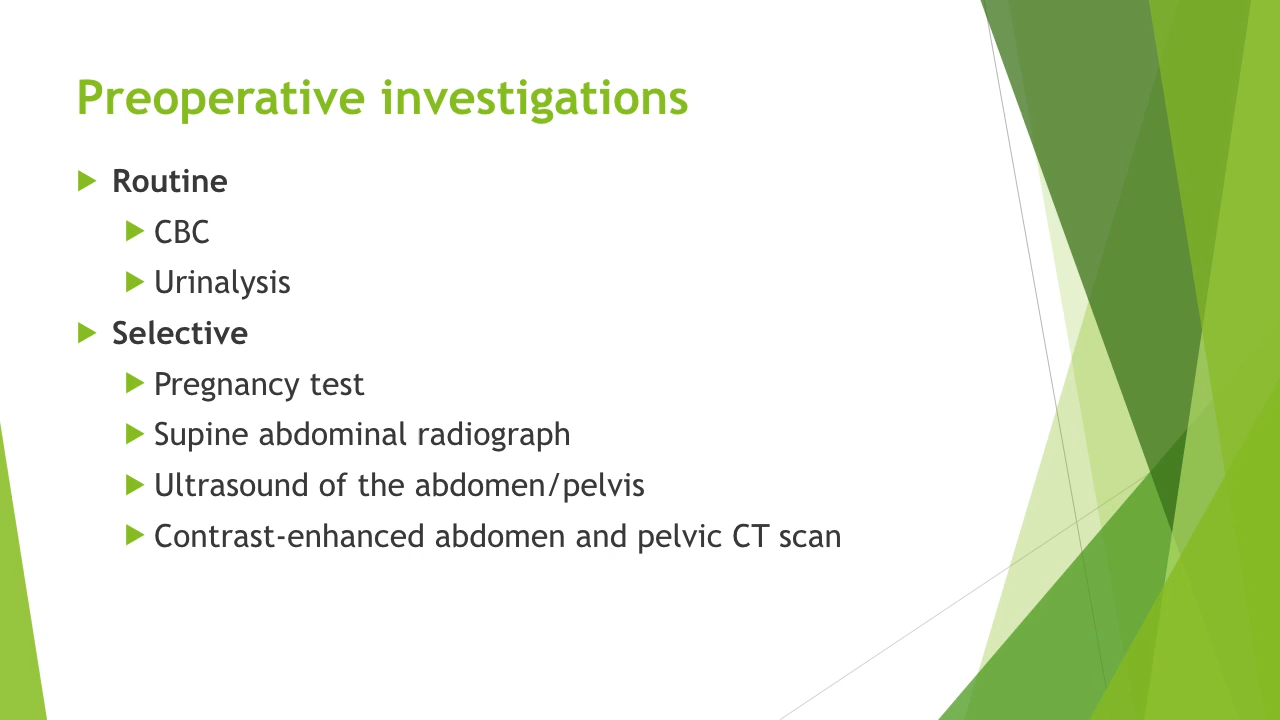 Preoperative investigations
Routine
CBC
Urinalysis
Selective
Pregnancy test
Supine abdominal radiograph
Ultrasound of the abdomen/pelvis
Contrast-enhanced abdomen and pelvic CT scan